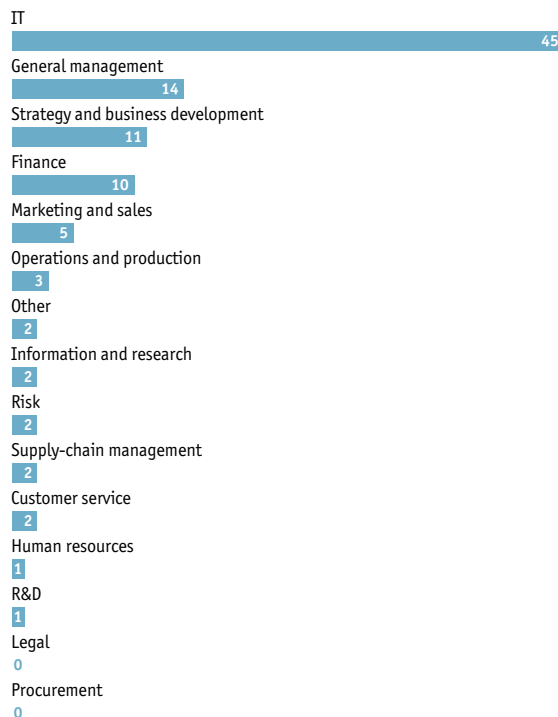 IT
45
General management
14
Strategy and business development
11
Finance
10
Marketing and sales
5
Operations and production
3
Other
2
Information and research
2
Risk
2
Supply-chain management
2
Customer service
2
Human resources
1
R&D
1
Legal
0
Procurement
0